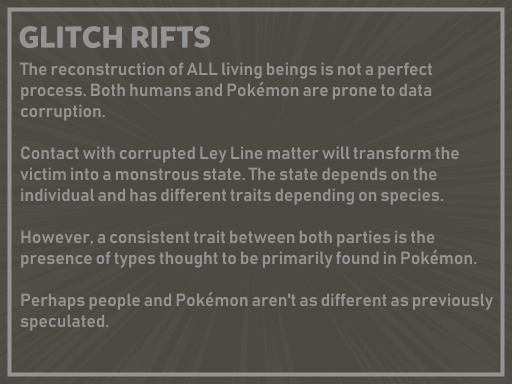 GLITCH RIFTS
The reconstruction of ALL living beings is not a perfect
process. Both humans and Pokémon are prone to data
corruption.
Contact with corrupted Ley Line matter will transform the
victim into a monstrous state. The state depends on the
individual and has different traits depending on species.
However, a consistent trait between both parties is the
presence of types thought to be primarily found in Pokémon.
Perhaps people and Pokémon aren't as different as previously
speculated.